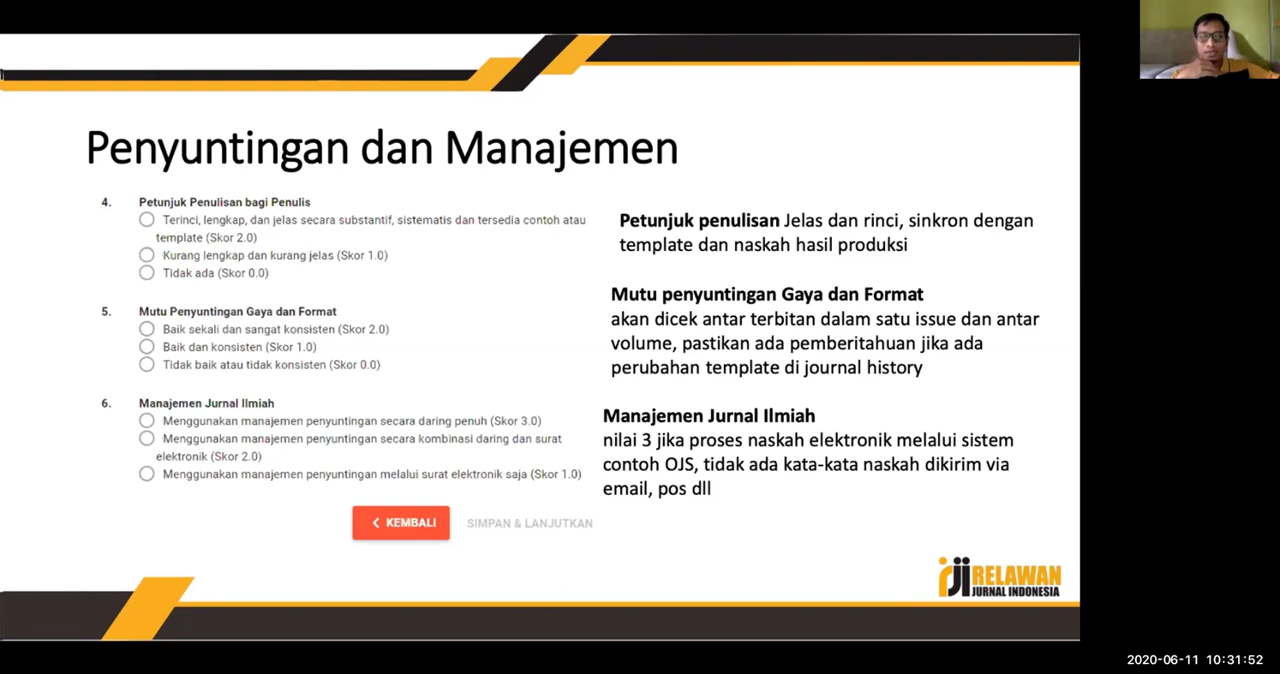 Penyuntingan dan Manajemen
4. Petunjuk Penulisan bagi Penulis
Terinci, lengkap, dan jelas secara substantif, sistematis dan tersedia contoh atau
template (Skor 2.0)
Kurang lengkap dan kurang jelas (Skor 1.0)
Tidak ada (Skor 0.0)
5. Mutu Penyuntingan Gaya dan Format
Baik sekali dan sangat konsisten (Skor 2.0)
Baik dan konsisten (Skor 1.0)
Tidak baik atau tidak konsisten (Skor 0.0)
6. Manajemen Jurnal Ilmiah
Menggunakan manajemen penyuntingan secara daring penuh (Skor 3.0)
Menggunakan manajemen penyuntingan secara kombinasi daring dan surat
elektronik (Skor 2.0)
Menggunakan manajemen penyuntingan melalui surat elektronik saja (Skor 1.0)
KEMBALI
SIMPAN & LANJUTKAN
Petunjuk penulisan Jelas dan rinci, sinkron dengan
template dan naskah hasil produksi
Mutu penyuntingan Gaya dan Format
akan dicek antar terbitan dalam satu issue dan antar
volume, pastikan ada pemberitahuan jika ada
perubahan template di journal history
Manajemen Jurnal Ilmiah
nilai 3 jika proses naskah elektronik melalui sistem
contoh OJS, tidak ada kata-kata naskah dikirim via
email, pos dll
rji RELAWAN
JURNAL INDONESIA
2020-06-11 10:31:52